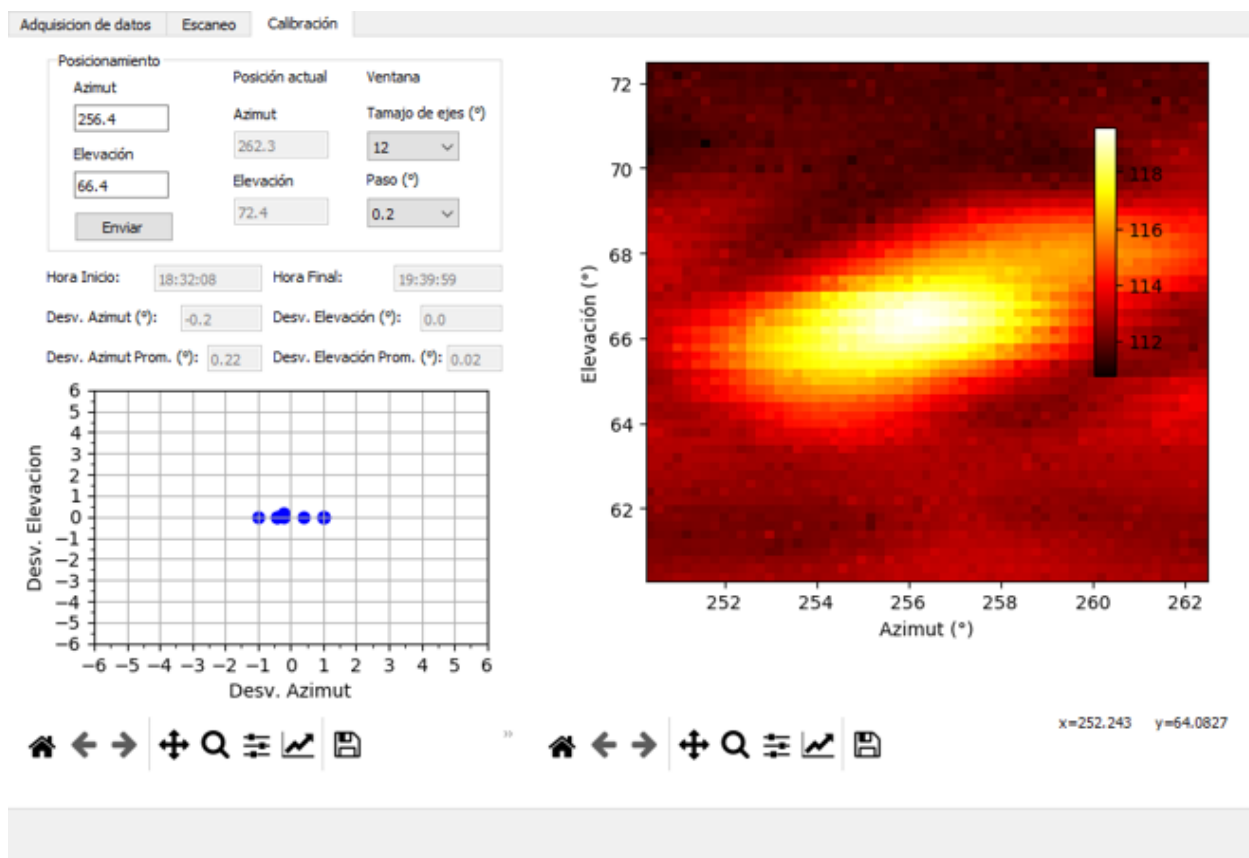 Adquisicion de datos Escaneo Calibración
Posicionamiento
Azimut
256.4
Elevación
66.4
Enviar
Posición actual
Azimut
262.3
Elevación
72.4
Ventana
Tamajo de ejes (°)
12
Paso (°)
0.2
Hora Inicio: 18:32:08 Hora Final: 19:39:59
Desv. Azimut (°): -0.2 Desv. Elevación (°): 0.0
Desv. Azimut Prom. (°): 0.22 Desv. Elevación Prom. (°): 0.02
6
5
4
3
2
1
0
−1
−2
−3
−4
−5
−6
Desv. Elevacion
−6 −5 −4 −3 −2 −1 0 1 2 3 4 5 6
Desv. Azimut
72
70
68
66
64
62
Elevación (°)
252 254 256 258 260 262
Azimut (°)
118
116
114
112
»
x=252.243 y=64.0827